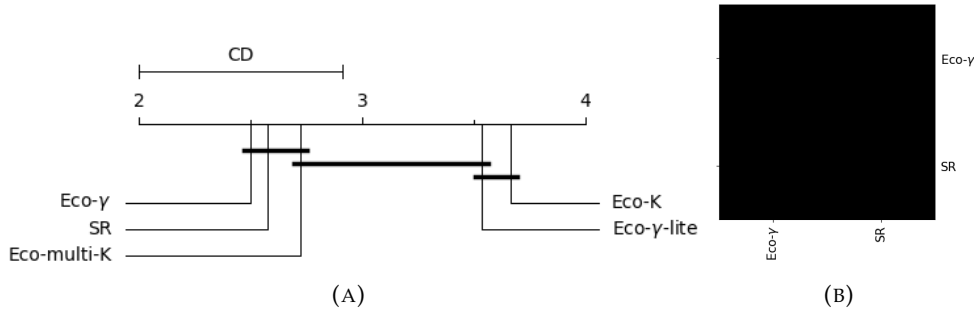 CD
2 3 4
Eco-γ
SR
Eco-multi-K
Eco-K
Eco-γ-lite
(A)
Eco-γ
SR
Eco-γ
SR
(B)